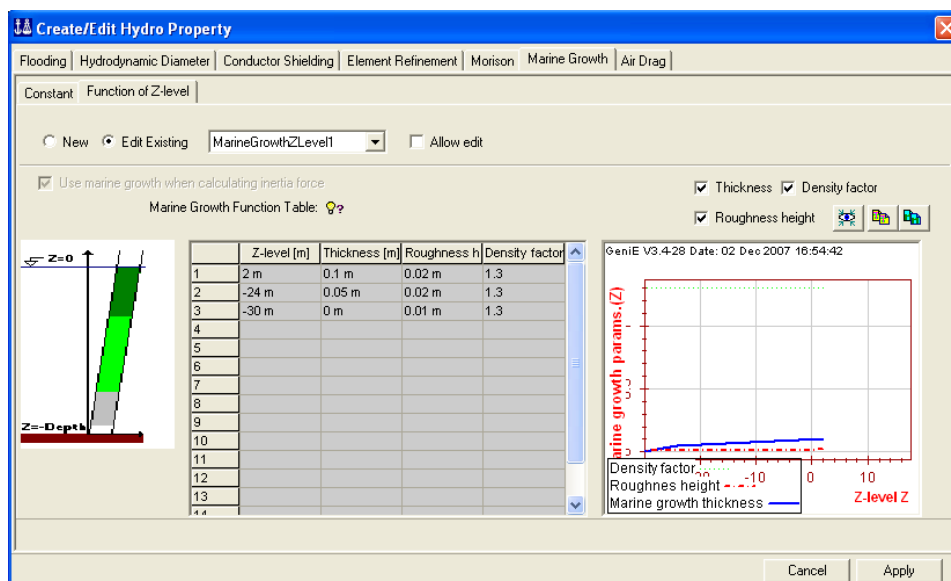 Create/Edit Hydro Property
Flooding Hydrodynamic Diameter Conductor Shielding Element Refinement Morison Marine Growth Air Drag
Constant Function of Z-level
New Edit Existing MarineGrowthZLevel1 Allow edit
Use marine growth when calculating inertia force
Marine Growth Function Table: ?
Thickness Density factor
Roughness height
Z=0
Z=-Depth
Z-level [m] Thickness [m] Roughness h Density factor
1 2 m 0.1 m 0.02 m 1.3
2 -24 m 0.05 m 0.02 m 1.3
3 -30 m 0 m 0.01 m 1.3
4
5
6
7
8
9
10
11
12
13
14
GeniE V3.4-28 Date: 02 Dec 2007 16:54:42
arine growth params.(Z)
-10 0 10
Z-level Z
Density factor
Roughnes height
Marine growth thickness
Cancel Apply